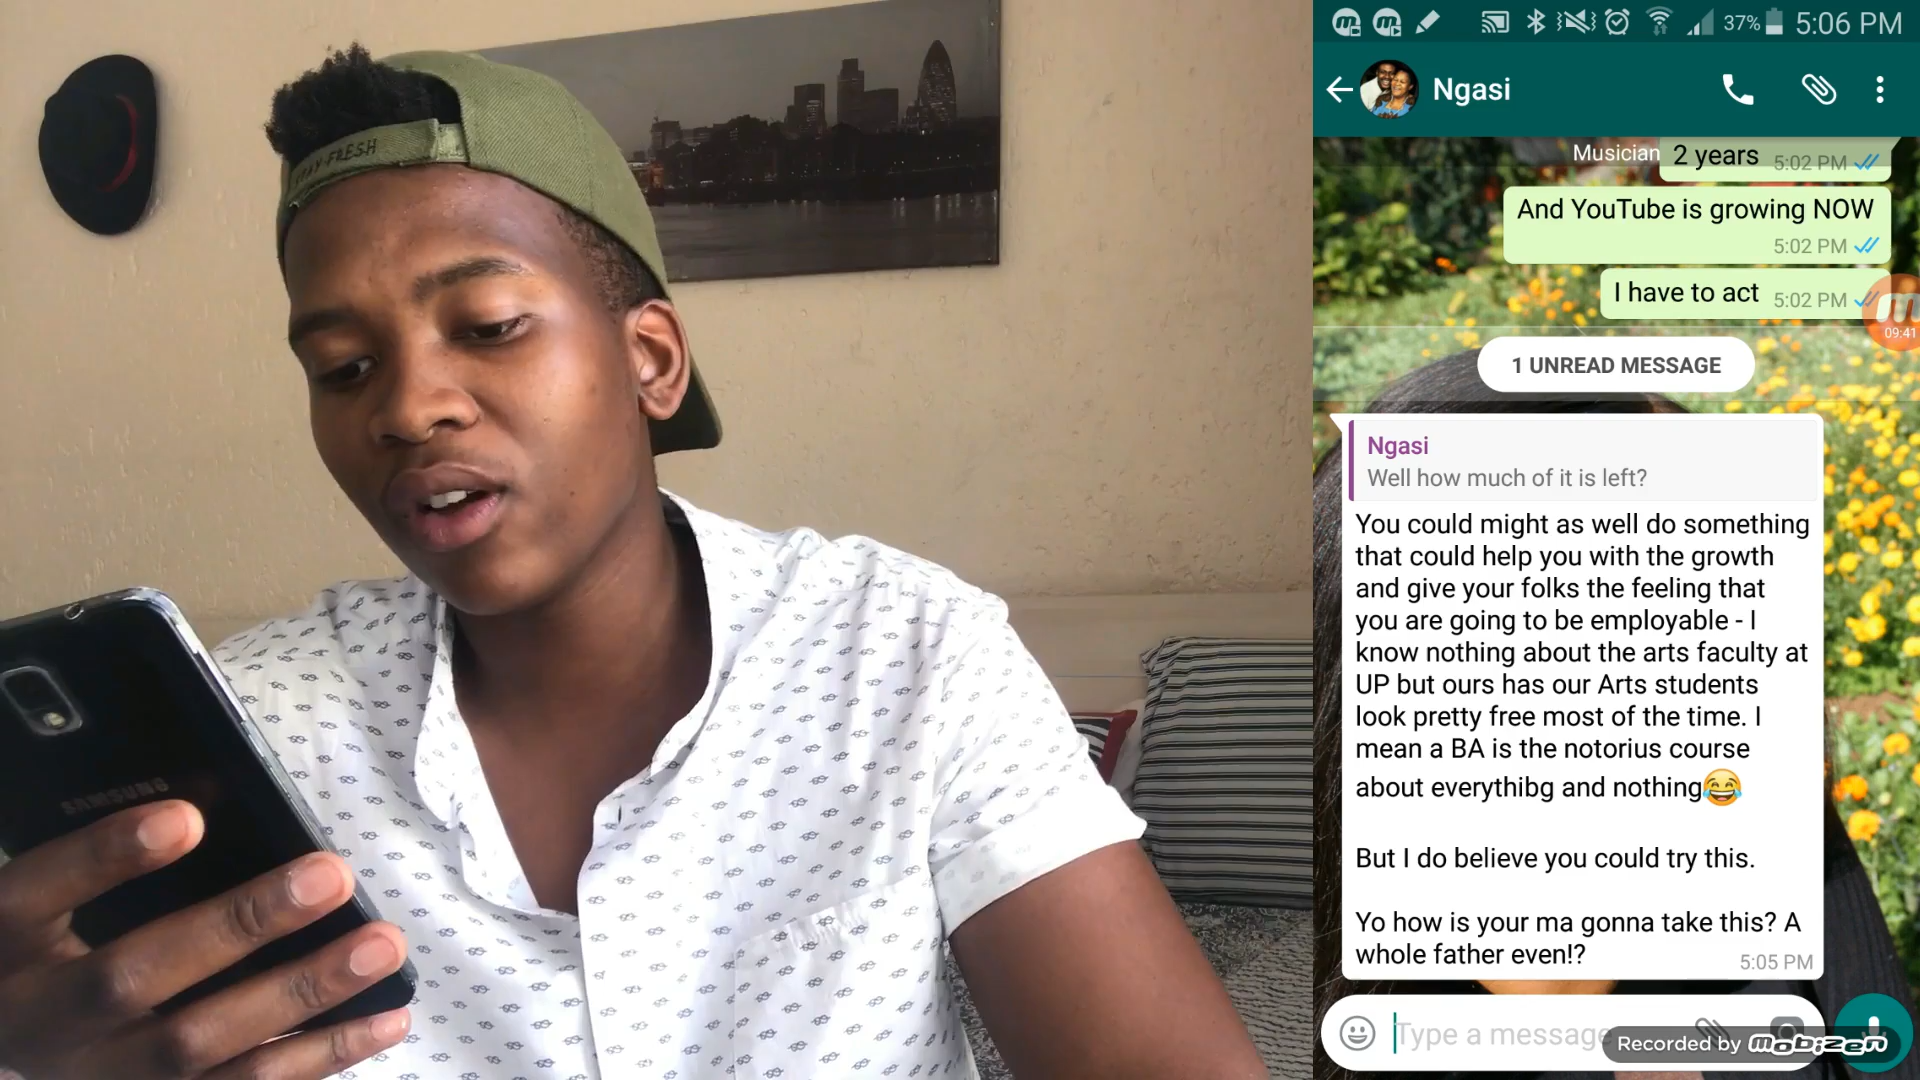 STAY FRESH
SAMSUNG
37% 5:06 PM
Ngasi
Musician
2 years 5:02 PM
And YouTube is growing NOW
5:02 PM
I have to act 5:02 PM
09:41
1 UNREAD MESSAGE
Ngasi
Well how much of it is left?
You could might as well do something
that could help you with the growth
and give your folks the feeling that
you are going to be employable - I
know nothing about the arts faculty at
UP but ours has our Arts students
look pretty free most of the time. I
mean a BA is the notorius course
about everythibg and nothing😂
But I do believe you could try this.
Yo how is your ma gonna take this? A
whole father even!?
5:05 PM
Type a message
Recorded by mobizen